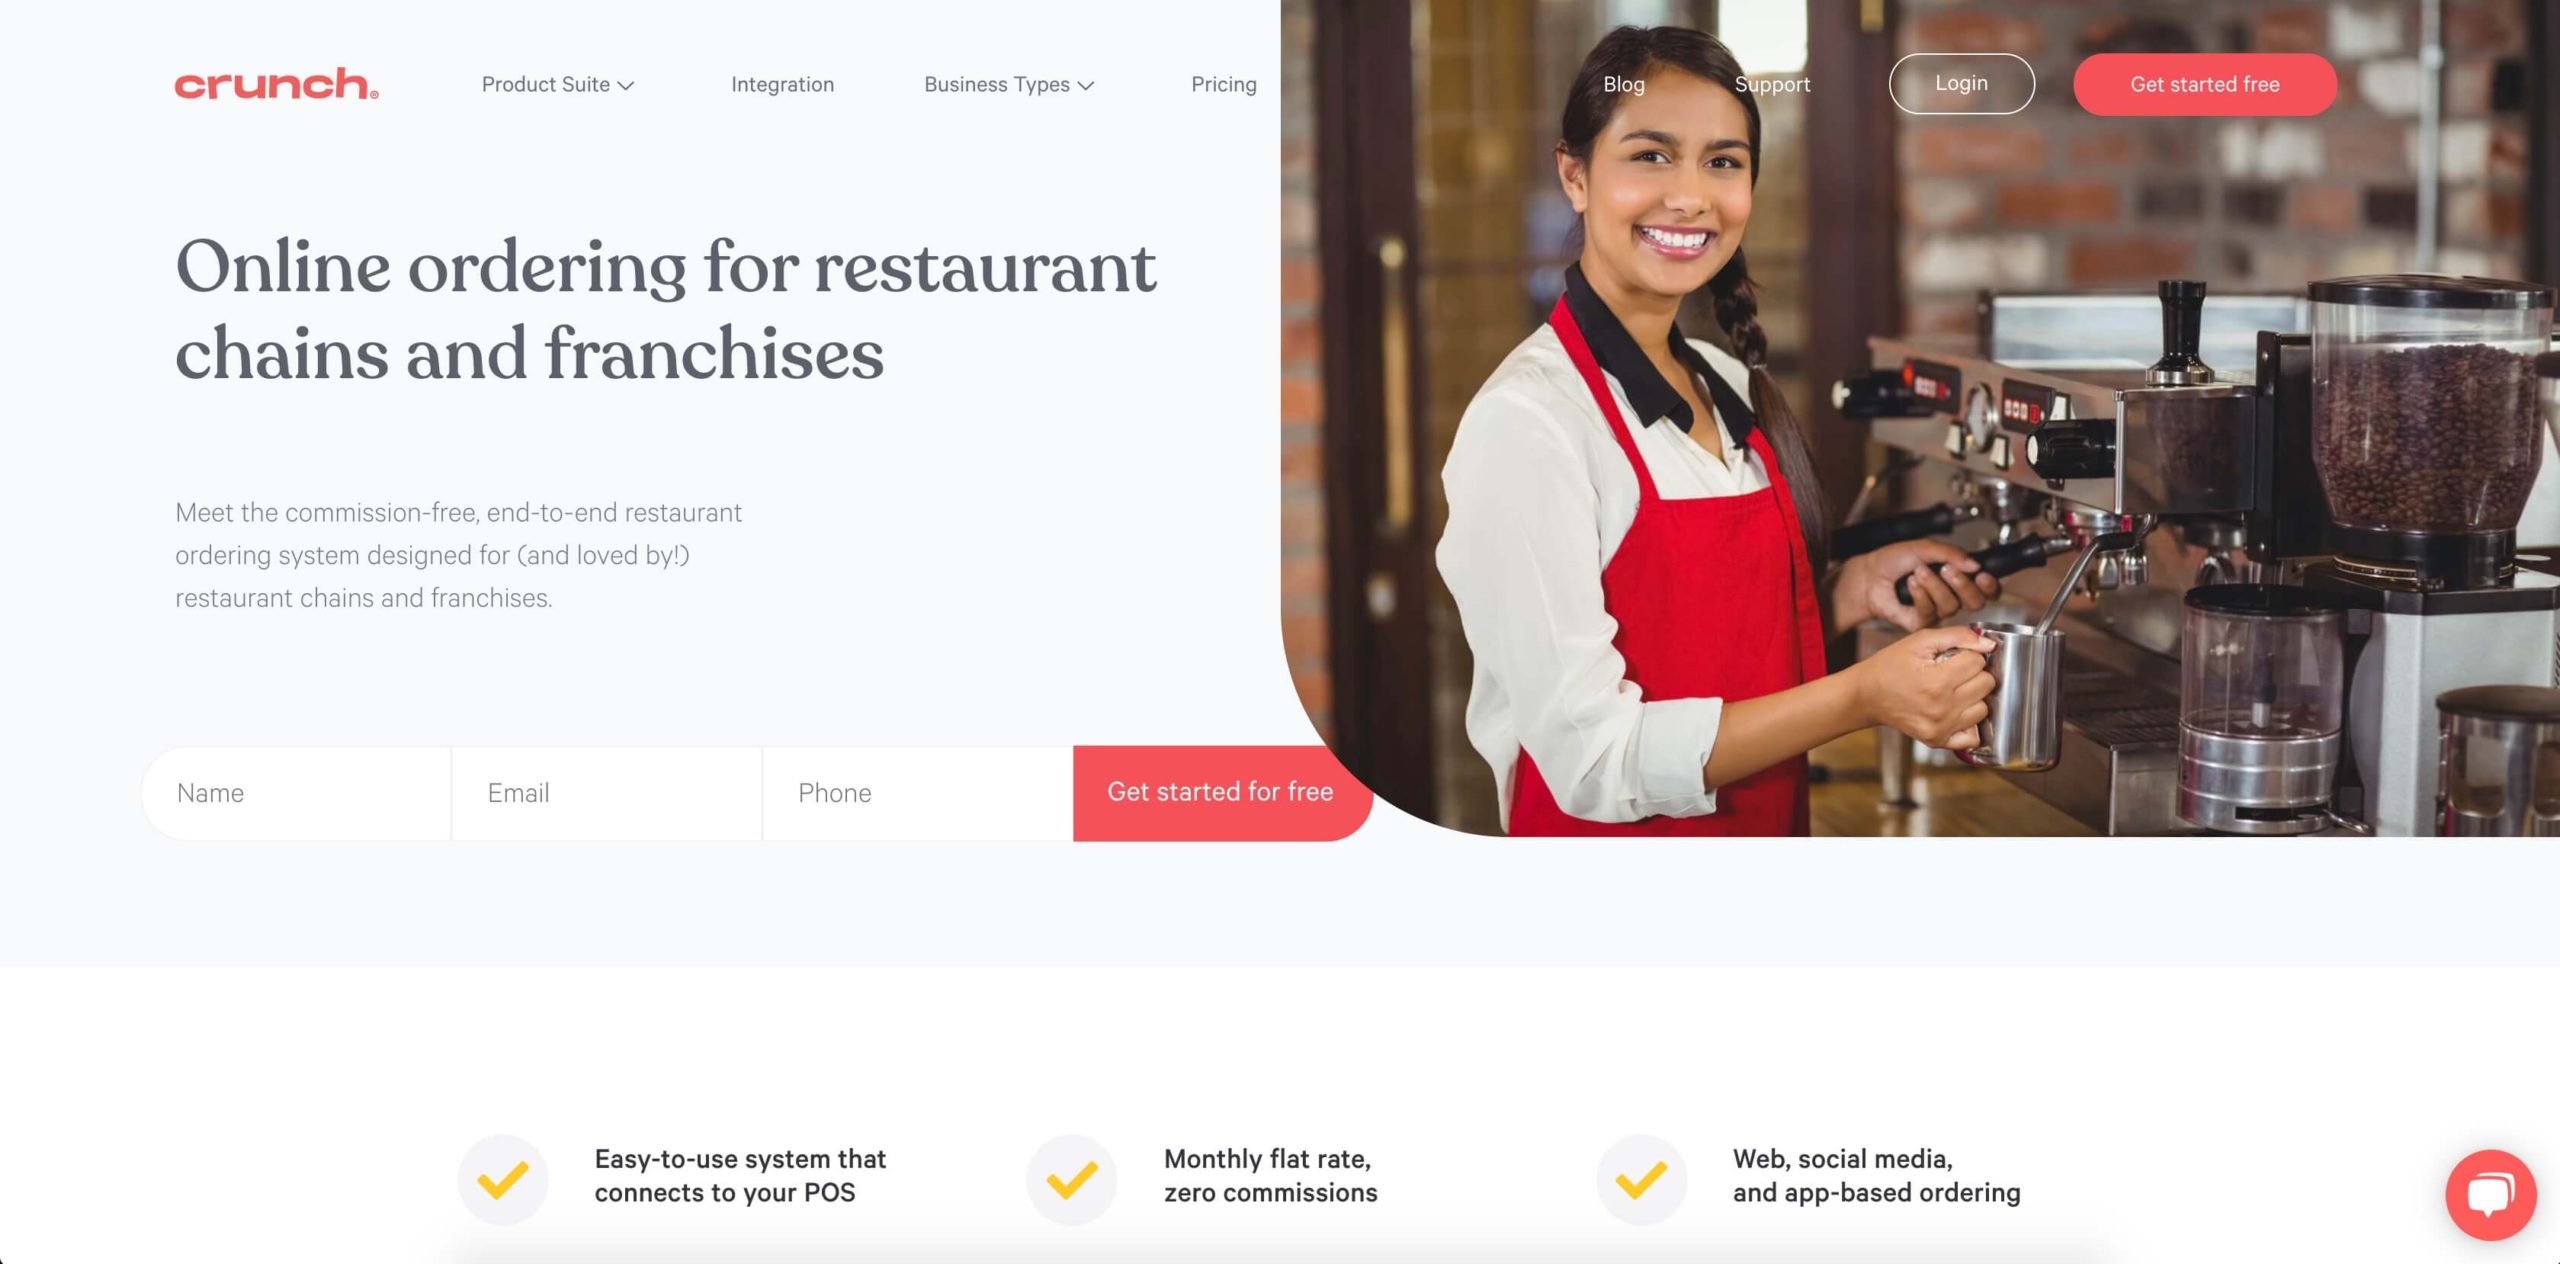 crunch®
Product Suite
Integration
Business Types
Pricing
Blog
Support
Login
Get started free
Online ordering for restaurant
chains and franchises
Meet the commission-free, end-to-end restaurant
ordering system designed for (and loved by!)
restaurant chains and franchises.
Name
Email
Phone
Get started for free
Easy-to-use system that
connects to your POS
Monthly flat rate,
zero commissions
Web, social media,
and app-based ordering